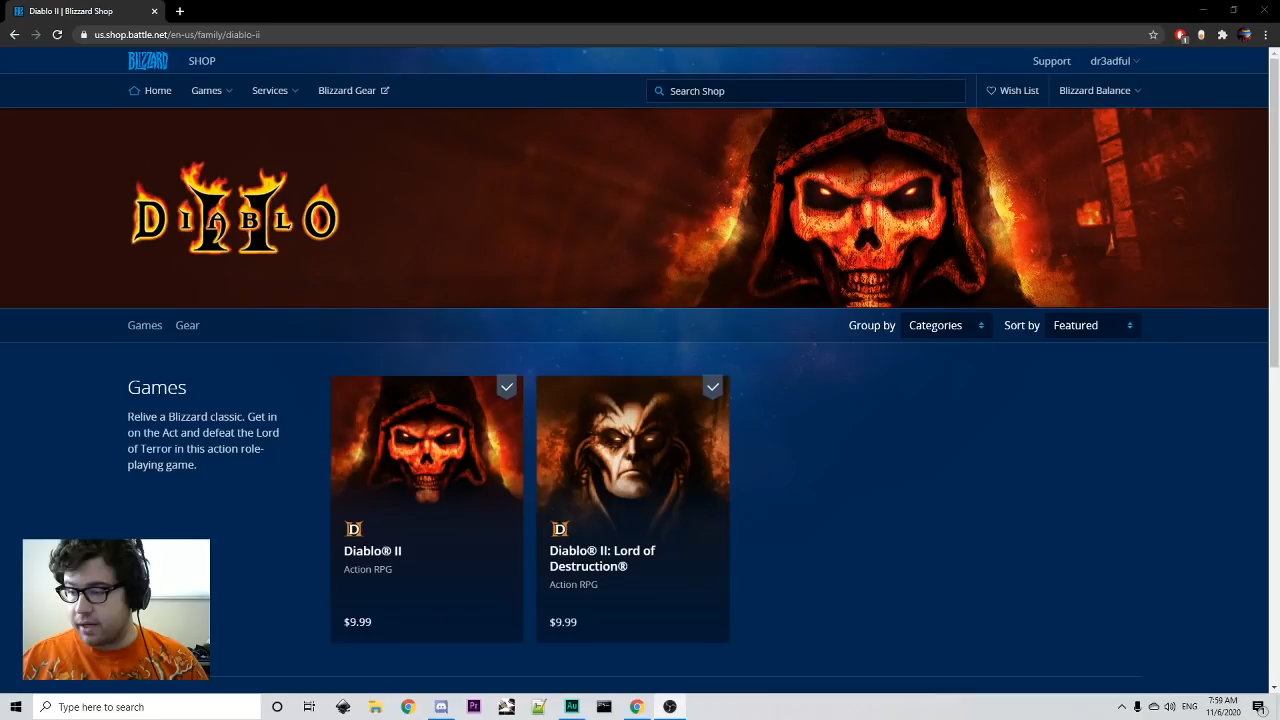 Diablo II | Blizzard Shop
us.shop.battle.net/en-us/family/diablo-ii
BLIZZARD SHOP Support dr3adful
Home Games Services Blizzard Gear Search Shop Wish List Blizzard Balance
DIABLO II
Games Gear Group by Categories Sort by Featured
Games
Relive a Blizzard classic. Get in
on the Act and defeat the Lord
of Terror in this action role-
playing game.
Diablo® II
Action RPG
$9.99
Diablo® II: Lord of
Destruction®
Action RPG
$9.99
Type here to search
Pr
Au
ENG
7:59 AM
11/6/2020